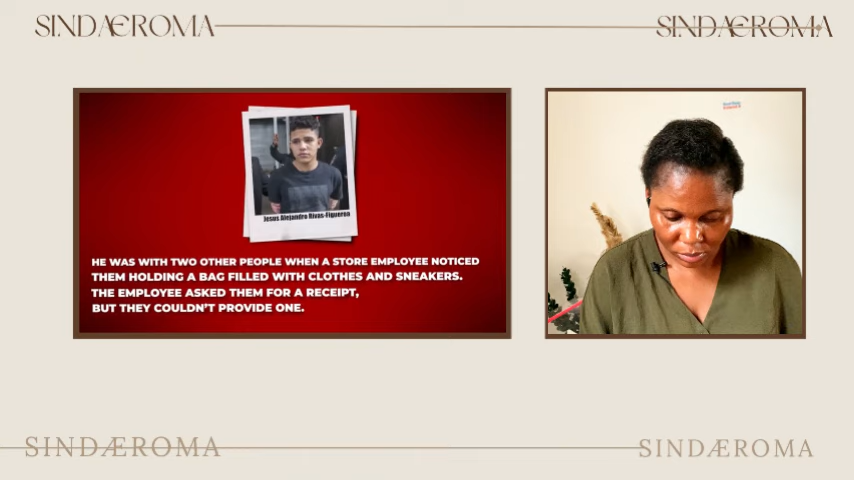 SINDÆROMA
SINDÆROMA
Jesus Alejandro Rivas-Figueroa
HE WAS WITH TWO OTHER PEOPLE WHEN A STORE EMPLOYEE NOTICED
THEM HOLDING A BAG FILLED WITH CLOTHES AND SNEAKERS.
THE EMPLOYEE ASKED THEM FOR A RECEIPT,
BUT THEY COULDN'T PROVIDE ONE.
SINDÆROMA
SINDÆROMA